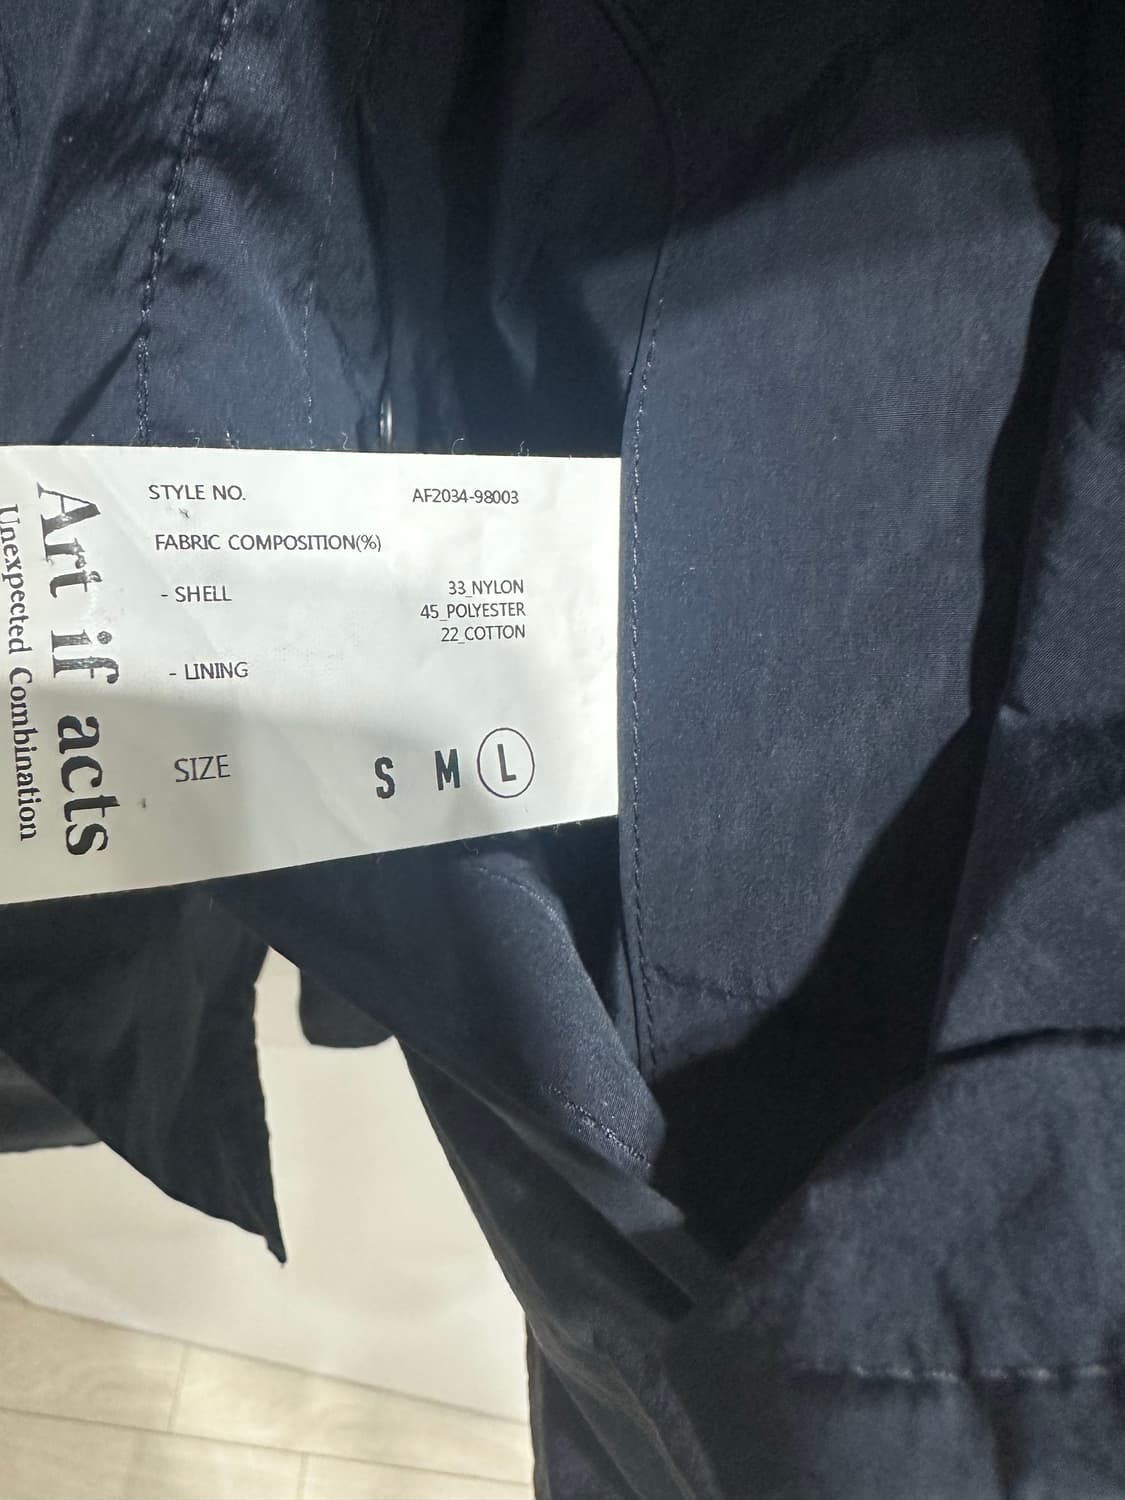 Art if acts
Unexpected Combination
STYLE NO. AF2034-98003
FABRIC COMPOSITION(%)
- SHELL 33_NYLON
45_POLYESTER
22_COTTON
- LINING
SIZE S M L